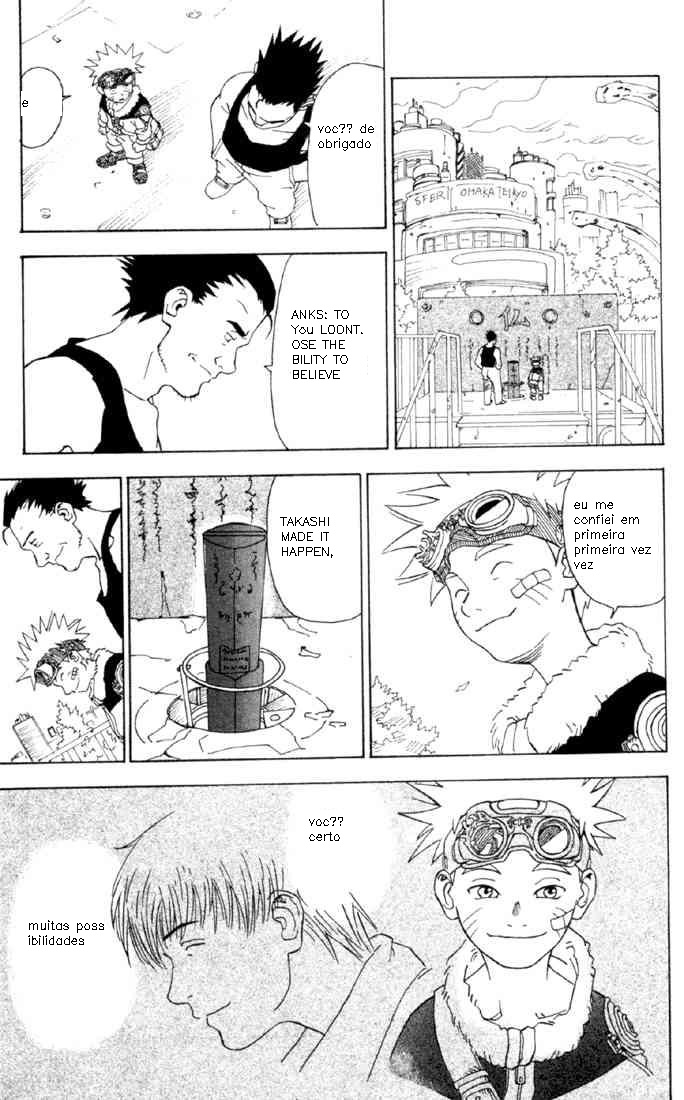 e
voc?? de
obrigado
SFER
OMAKA TEIKYO
ANKS: TO
You LOONT.
OSE THE
BILITY TO
BELIEVE
TAKASHI
MADE IT
HAPPEN,
eu me
confiei em
primeira
primeira vez
vez
voc??
certo
muitas poss
ibilidades